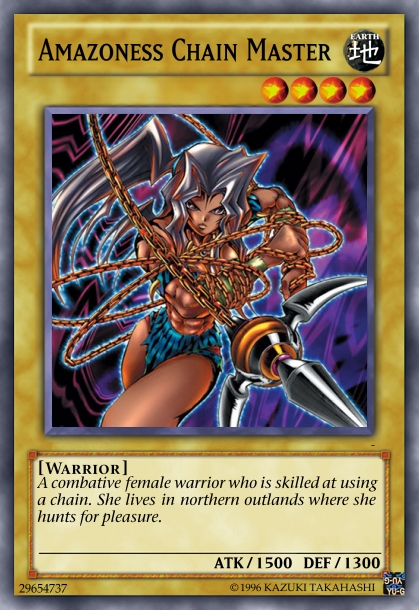 AMAZONESS CHAIN MASTER
EARTH
地
[WARRIOR]
A combative female warrior who is skilled at using
a chain. She lives in northern outlands where she
hunts for pleasure.
ATK / 1500 DEF / 1300
29654737
©1996 KAZUKI TAKAHASHI